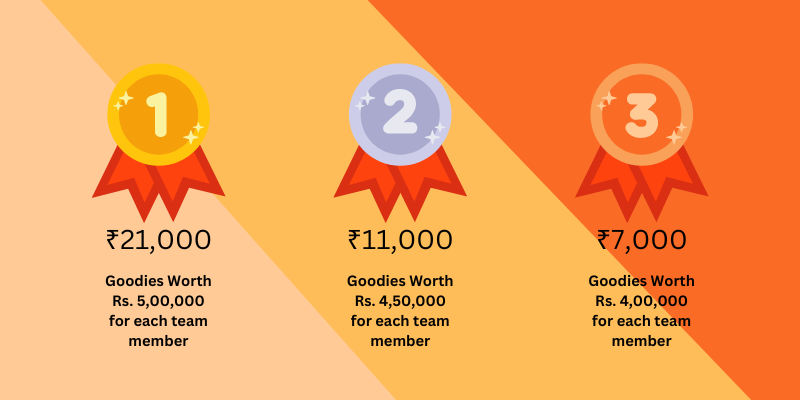 1
₹21,000
Goodies Worth
Rs. 5,00,000
for each team
member
2
₹11,000
Goodies Worth
Rs. 4,50,000
for each team
member
3
₹7,000
Goodies Worth
Rs. 4,00,000
for each team
member